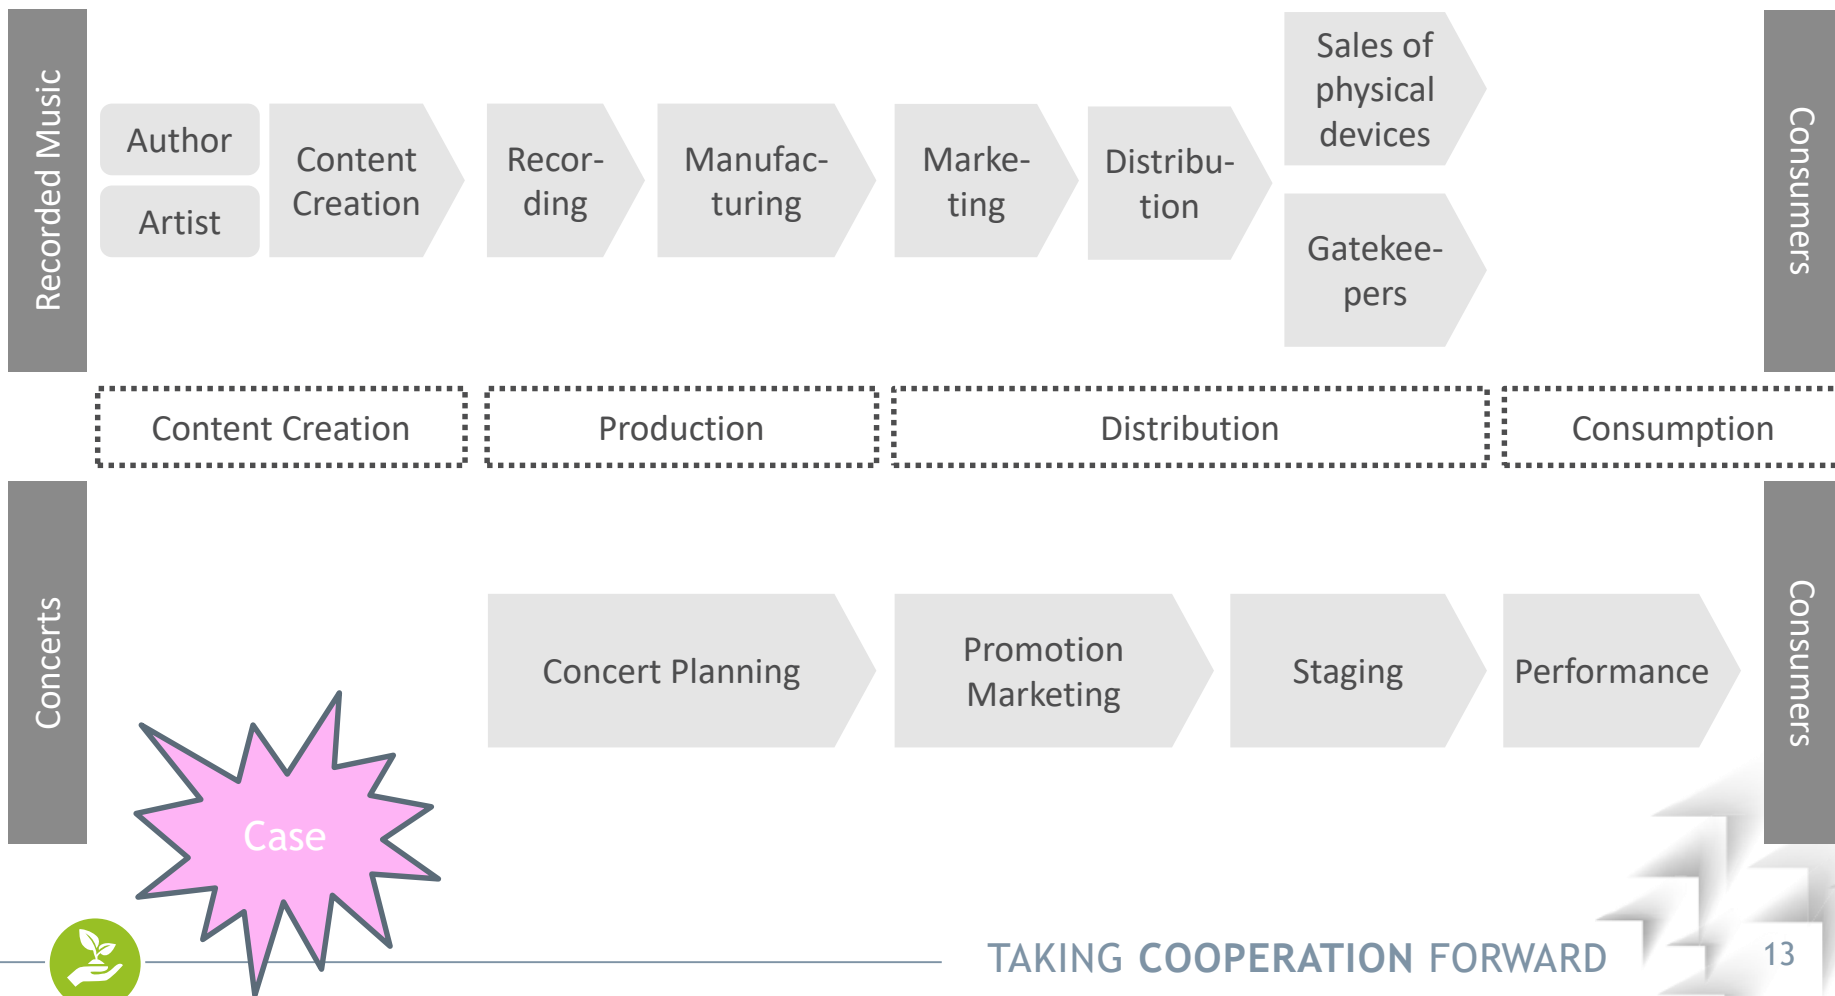 Recorded Music
Author
Artist
Content
Creation
Recor-
ding
Manufac-
turing
Marke-
ting
Distribu-
tion
Sales of
physical
devices
Gatekee-
pers
Consumers
Content Creation
Production
Distribution
Consumption
Concerts
Concert Planning
Promotion
Marketing
Staging
Performance
Consumers
Case
TAKING COOPERATION FORWARD
13